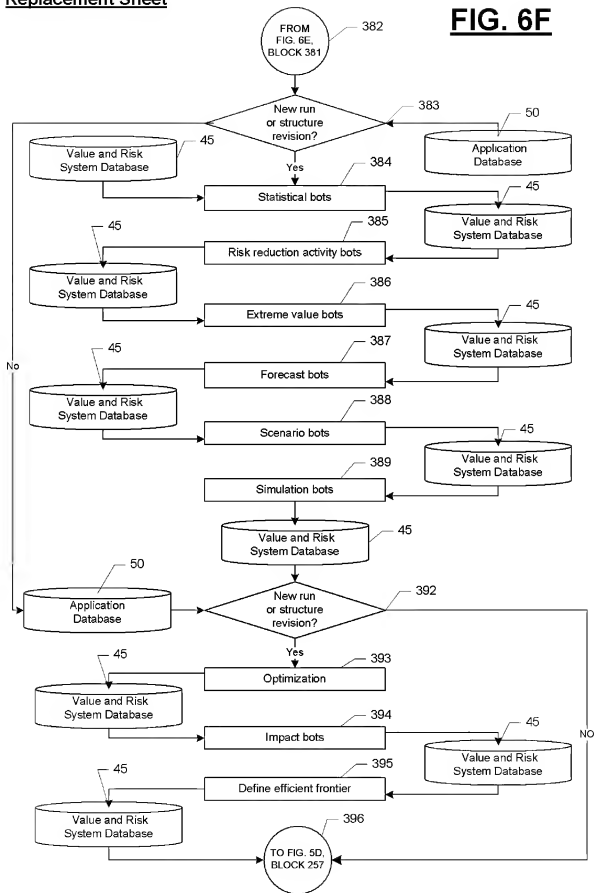 Replacement Sheet
FIG. 6F
FROM
FIG. 6E,
BLOCK 381
382
New run
or structure
revision?
383
50
Application
Database
45
Value and Risk
System Database
Yes
384
Statistical bots
45
Value and Risk
System Database
385
Risk reduction activity bots
45
Value and Risk
System Database
386
Extreme value bots
45
Value and Risk
System Database
387
Forecast bots
No
45
Value and Risk
System Database
388
Scenario bots
45
Value and Risk
System Database
389
Simulation bots
Value and Risk
System Database
45
50
Application
Database
New run
or structure
revision?
392
Yes
393
Optimization
45
Value and Risk
System Database
394
Impact bots
45
Value and Risk
System Database
NO
395
Define efficient frontier
45
Value and Risk
System Database
396
TO FIG. 5D,
BLOCK 257